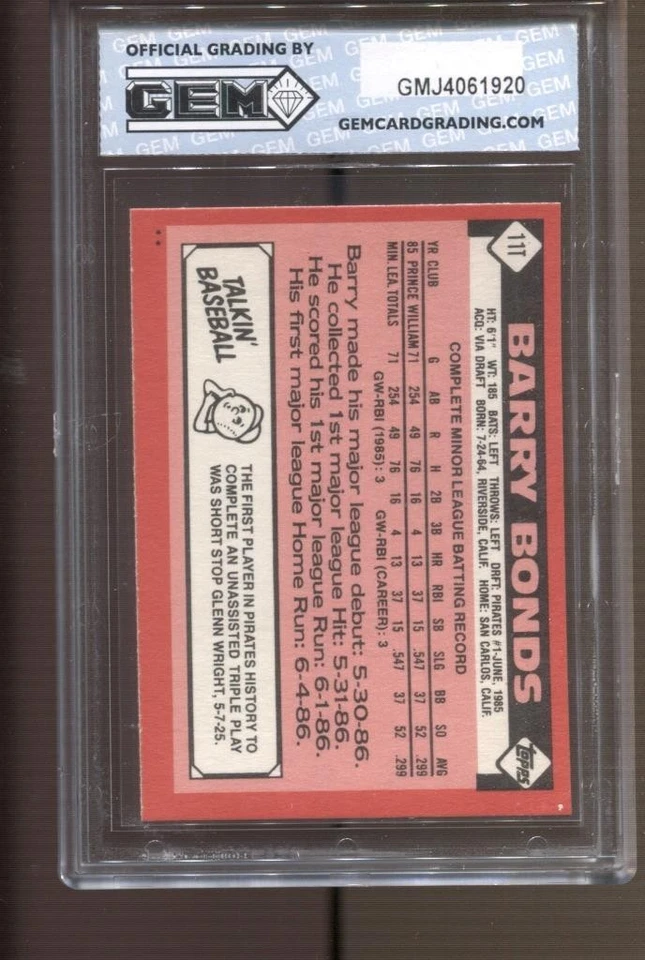 OFFICIAL GRADING BY
GEM
GMJ4061920
GEMCARDGRADING.COM
11T
BARRY BONDS
Topps
HT: 6'1" WT: 185 BATS: LEFT THROWS: LEFT DRFT: PIRATES #1-JUNE, 1985
ACQ: VIA DRAFT BORN: 7-24-64, RIVERSIDE, CALIF. HOME: SAN CARLOS, CALIF.
COMPLETE MINOR LEAGUE BATTING RECORD
YR CLUB G AB R H 2B 3B HR RBI SB SLG BB SO AVG
85 PRINCE WILLIAM 71 254 49 76 16 4 13 37 15 .547 37 52 .299
MIN. LEA. TOTALS 71 254 49 76 16 4 13 37 15 .547 37 52 .299
GW-RBI (1985): 3 GW-RBI (CAREER): 3
Barry made his major league debut: 5-30-86.
He collected 1st major league Hit: 5-31-86.
He scored his 1st major league Run: 6-1-86.
His first major league Home Run: 6-4-86.
TALKIN'
BASEBALL
THE FIRST PLAYER IN PIRATES HISTORY TO
COMPLETE AN UNASSISTED TRIPLE PLAY
WAS SHORT STOP GLENN WRIGHT, 5-7-25.
**